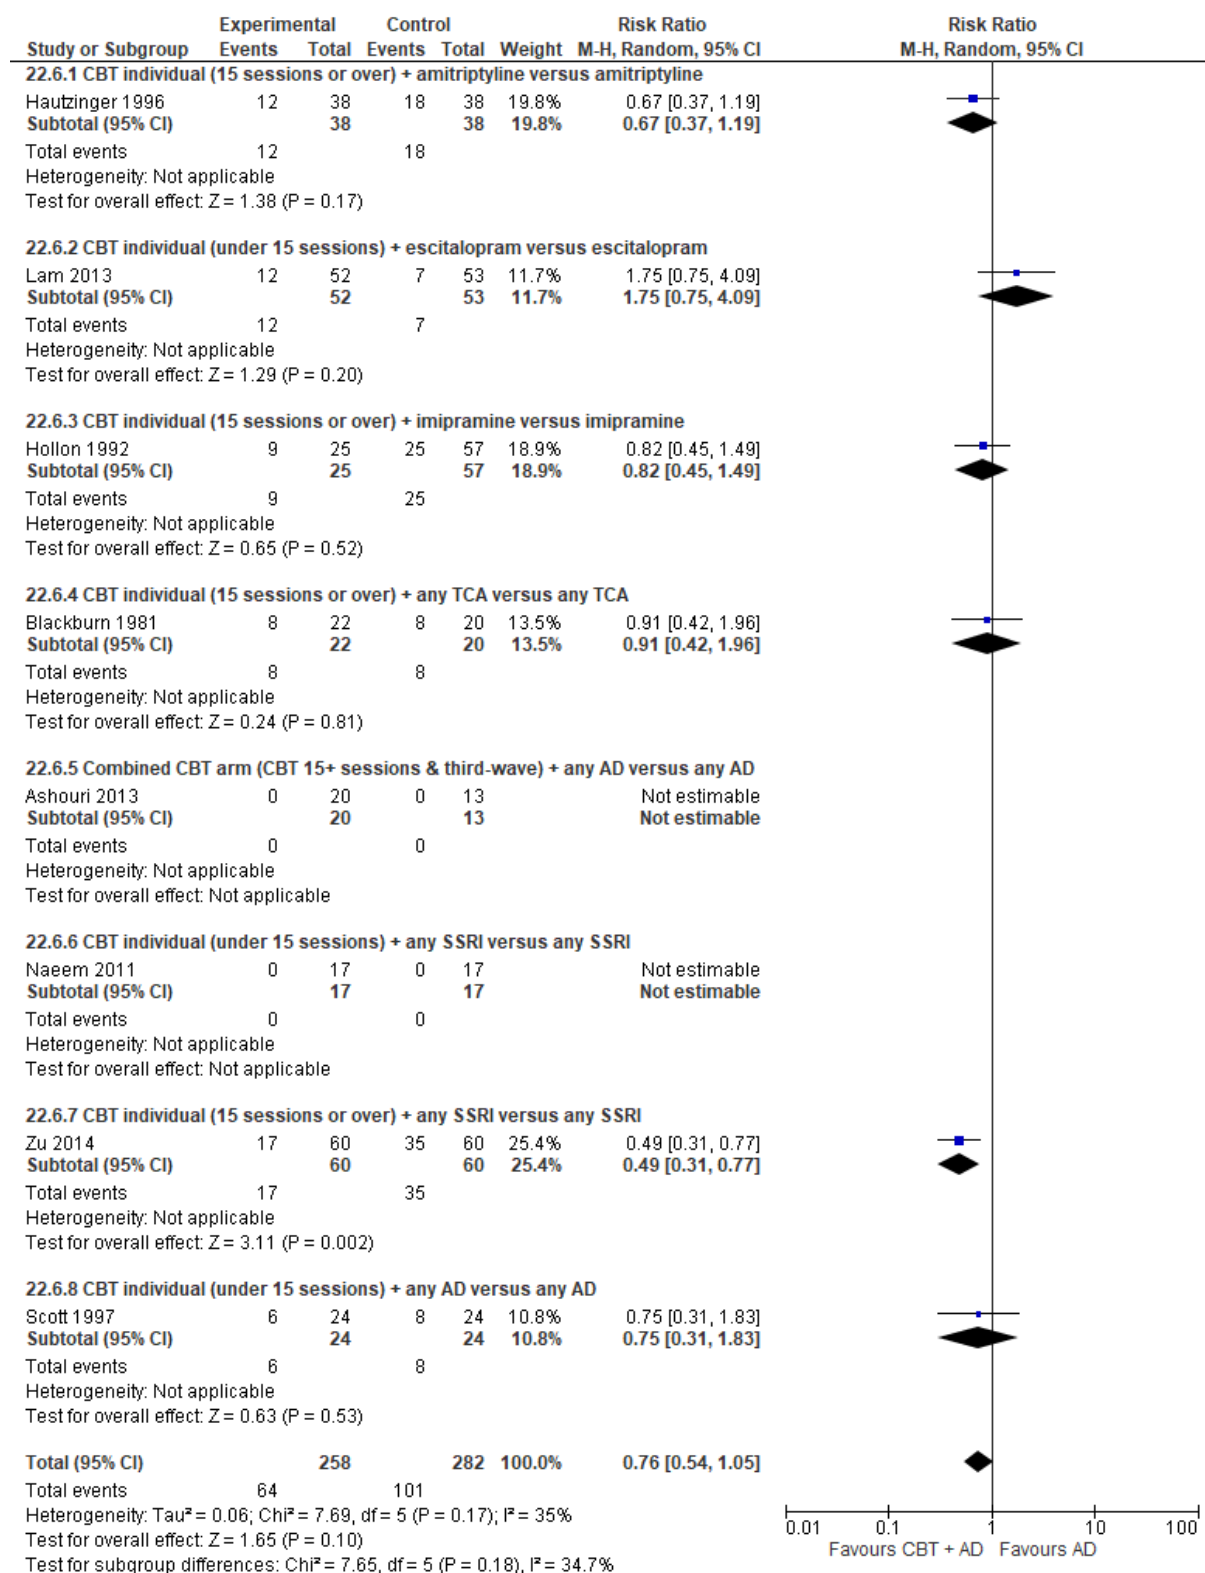 Experimental Control Risk Ratio Risk Ratio
Study or Subgroup Events Total Events Total Weight M-H, Random, 95% CI M-H, Random, 95% CI
22.6.1 CBT individual (15 sessions or over) + amitriptyline versus amitriptyline
Hautzinger 1996 12 38 18 38 19.8% 0.67 [0.37, 1.19]
Subtotal (95% CI) 38 38 19.8% 0.67 [0.37, 1.19]
Total events 12 18
Heterogeneity: Not applicable
Test for overall effect: Z = 1.38 (P = 0.17)
22.6.2 CBT individual (under 15 sessions) + escitalopram versus escitalopram
Lam 2013 12 52 7 53 11.7% 1.75 [0.75, 4.09]
Subtotal (95% CI) 52 53 11.7% 1.75 [0.75, 4.09]
Total events 12 7
Heterogeneity: Not applicable
Test for overall effect: Z = 1.29 (P = 0.20)
22.6.3 CBT individual (15 sessions or over) + imipramine versus imipramine
Hollon 1992 9 25 25 57 18.9% 0.82 [0.45, 1.49]
Subtotal (95% CI) 25 57 18.9% 0.82 [0.45, 1.49]
Total events 9 25
Heterogeneity: Not applicable
Test for overall effect: Z = 0.65 (P = 0.52)
22.6.4 CBT individual (15 sessions or over) + any TCA versus any TCA
Blackburn 1981 8 22 8 20 13.5% 0.91 [0.42, 1.96]
Subtotal (95% CI) 22 20 13.5% 0.91 [0.42, 1.96]
Total events 8 8
Heterogeneity: Not applicable
Test for overall effect: Z = 0.24 (P = 0.81)
22.6.5 Combined CBT arm (CBT 15+ sessions & third-wave) + any AD versus any AD
Ashouri 2013 0 20 0 13 Not estimable
Subtotal (95% CI) 20 13 Not estimable
Total events 0 0
Heterogeneity: Not applicable
Test for overall effect: Not applicable
22.6.6 CBT individual (under 15 sessions) + any SSRI versus any SSRI
Naeem 2011 0 17 0 17 Not estimable
Subtotal (95% CI) 17 17 Not estimable
Total events 0 0
Heterogeneity: Not applicable
Test for overall effect: Not applicable
22.6.7 CBT individual (15 sessions or over) + any SSRI versus any SSRI
Zu 2014 17 60 35 60 25.4% 0.49 [0.31, 0.77]
Subtotal (95% CI) 60 60 25.4% 0.49 [0.31, 0.77]
Total events 17 35
Heterogeneity: Not applicable
Test for overall effect: Z = 3.11 (P = 0.002)
22.6.8 CBT individual (under 15 sessions) + any AD versus any AD
Scott 1997 6 24 8 24 10.8% 0.75 [0.31, 1.83]
Subtotal (95% CI) 24 24 10.8% 0.75 [0.31, 1.83]
Total events 6 8
Heterogeneity: Not applicable
Test for overall effect: Z = 0.63 (P = 0.53)
Total (95% CI) 258 282 100.0% 0.76 [0.54, 1.05]
Total events 64 101
Heterogeneity: Tau² = 0.06; Chi² = 7.69, df = 5 (P = 0.17); I² = 35%
Test for overall effect: Z = 1.65 (P = 0.10)
Test for subgroup differences: Chi² = 7.65, df = 5 (P = 0.18), I² = 34.7%
0.01 0.1 1 10 100
Favours CBT + AD Favours AD